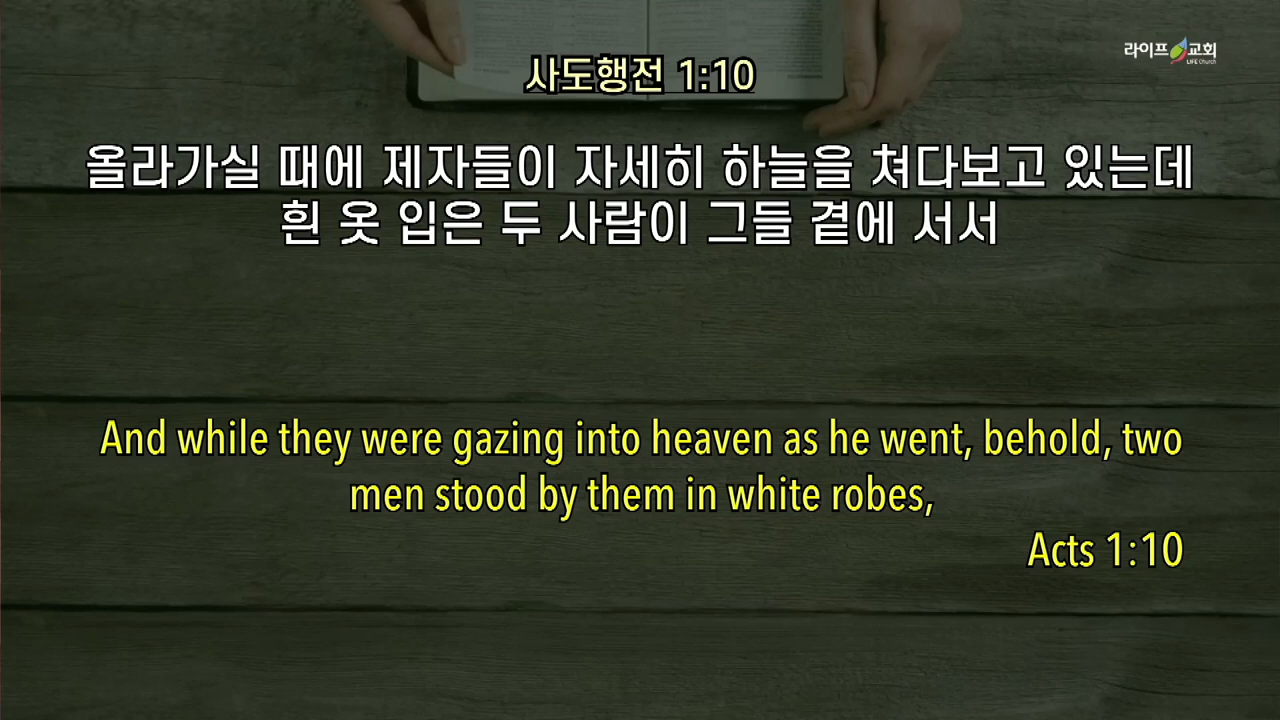 라이프 교회
LIFE Church
사도행전 1:10
올라가실 때에 제자들이 자세히 하늘을 쳐다보고 있는데
흰 옷 입은 두 사람이 그들 곁에 서서
And while they were gazing into heaven as he went, behold, two
men stood by them in white robes,
Acts 1:10